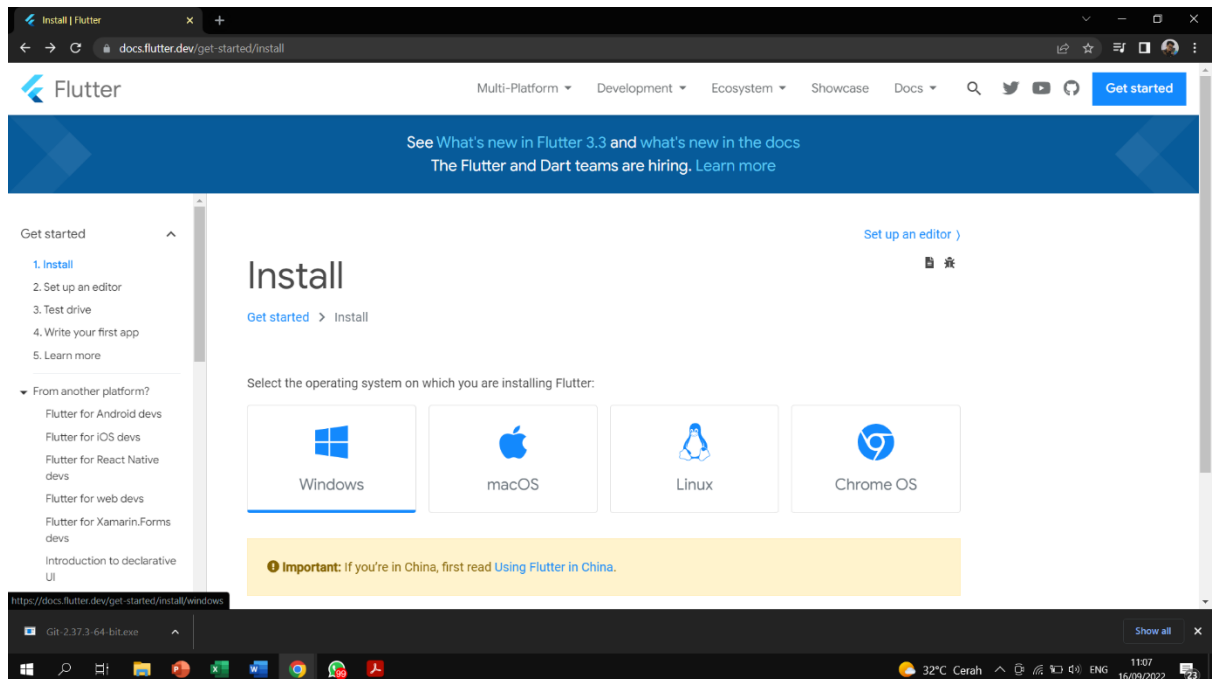 Install | Flutter
docs.flutter.dev/get-started/install
Flutter
Multi-Platform
Development
Ecosystem
Showcase
Docs
Get started
See What's new in Flutter 3.3 and what's new in the docs
The Flutter and Dart teams are hiring. Learn more
Get started
1. Install
2. Set up an editor
3. Test drive
4. Write your first app
5. Learn more
From another platform?
Flutter for Android devs
Flutter for iOS devs
Flutter for React Native
devs
Flutter for web devs
Flutter for Xamarin.Forms
devs
Introduction to declarative
UI
Set up an editor
Install
Get started > Install
Select the operating system on which you are installing Flutter:
Windows
macOS
Linux
Chrome OS
Important: If you're in China, first read Using Flutter in China.
https://docs.flutter.dev/get-started/install/windows
Git-2.37.3-64-bit.exe
Show all
99
32°C Cerah
ENG
11:07
16/09/2022
23